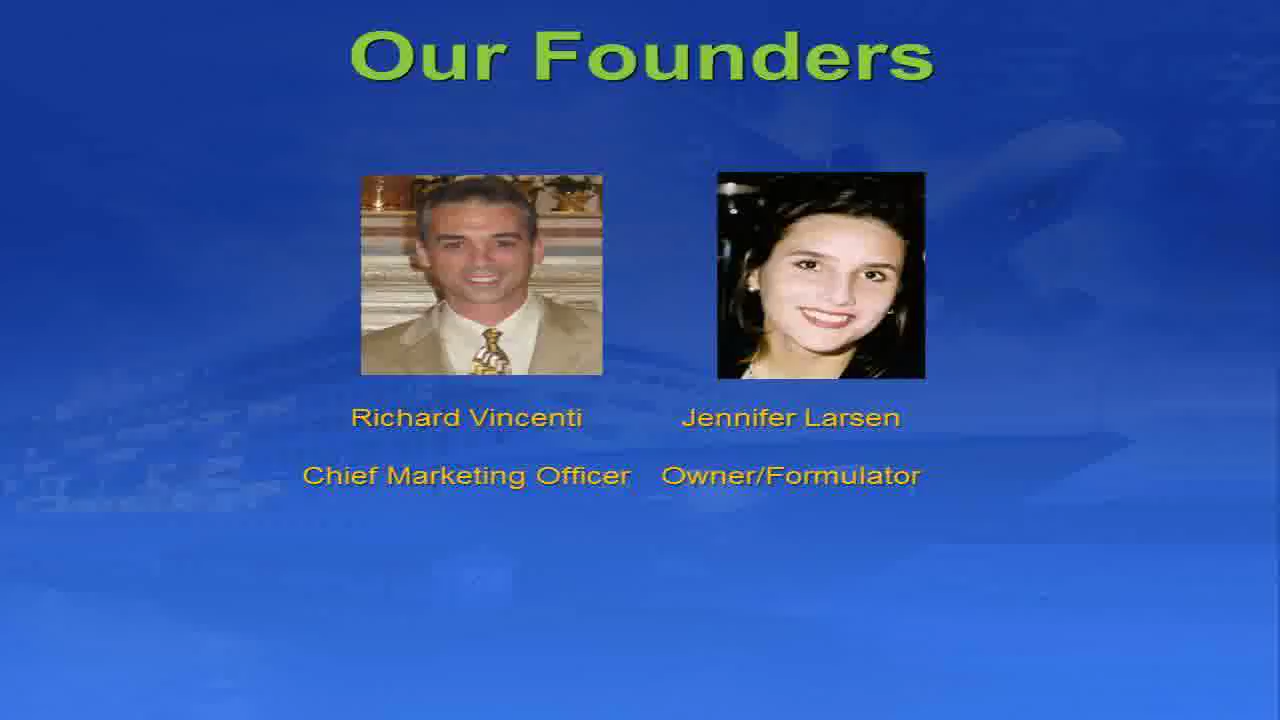 Our Founders
Richard Vincenti
Jennifer Larsen
Chief Marketing Officer
Owner/Formulator